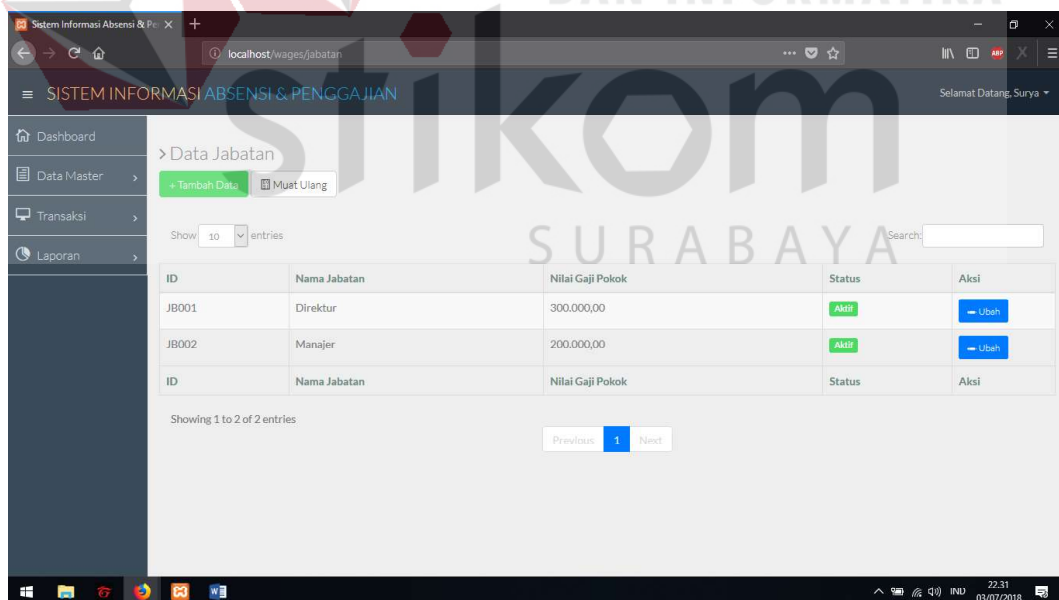 DAN INFORMATIKA
Sistem Informasi Absensi & Pe
localhost/wages/jabatan
ABP
SISTEM INFORMASI ABSENSI & PENGGAJIAN
Selamat Datang, Surya
Dashboard
Data Master
Transaksi
Laporan
> Data Jabatan
+ Tambah Data
Muat Ulang
stikom
SURABAYA
Show 10 entries
Search:
ID Nama Jabatan Nilai Gaji Pokok Status Aksi
JB001 Direktur 300.000,00 Aktif Ubah
JB002 Manajer 200.000,00 Aktif Ubah
ID Nama Jabatan Nilai Gaji Pokok Status Aksi
Showing 1 to 2 of 2 entries
Previous 1 Next
IND
22.31
03/07/2018